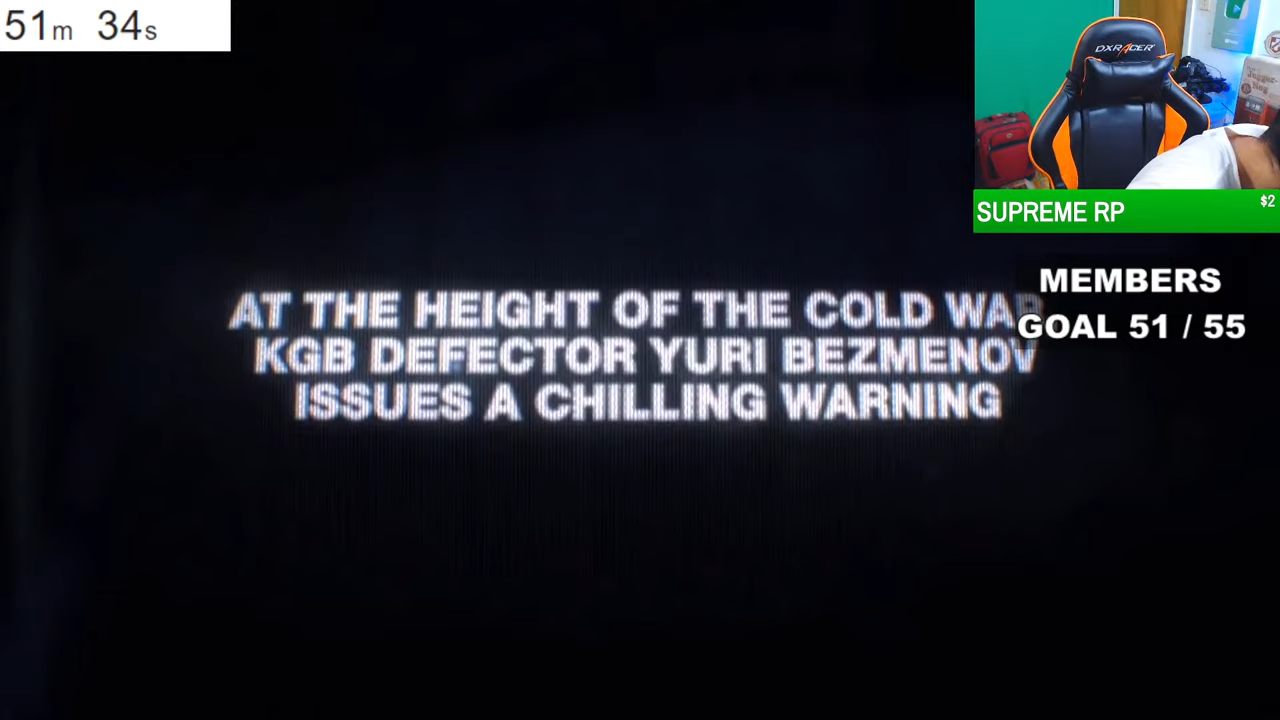 51m 34s
DXRACER
SUPREME RP
$2
MEMBERS
GOAL 51 / 55
AT THE HEIGHT OF THE COLD WAR
KGB DEFECTOR YURI BEZMENOV
ISSUES A CHILLING WARNING